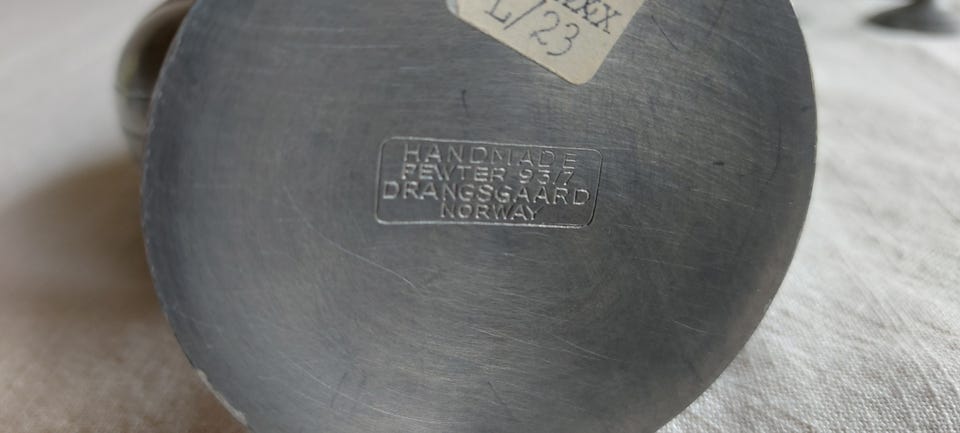 L/23
HANDMADE
PEWTER 93/7
DRANGSGAARD
NORWAY